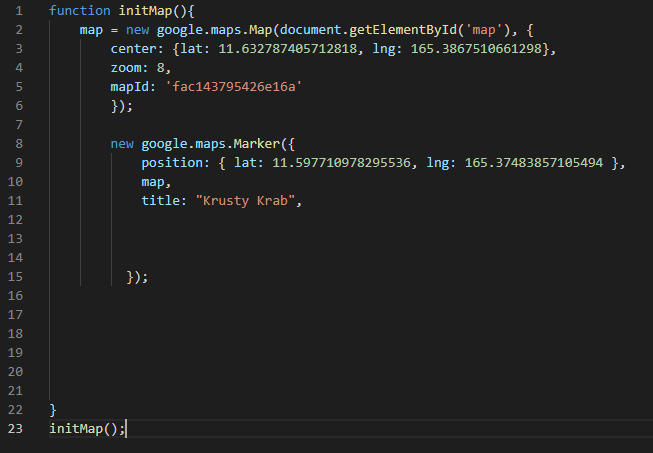 1 function initMap(){
2 map = new google.maps.Map(document.getElementById('map'), {
3 center: {lat: 11.632787405712818, lng: 165.3867510661298},
4 zoom: 8,
5 mapId: 'fac143795426e16a'
6 });
7
8 new google.maps.Marker({
9 position: { lat: 11.597710978295536, lng: 165.37483857105494 },
10 map,
11 title: "Krusty Krab",
12
13
14
15 });
16
17
18
19
20
21
22 }
23 initMap();